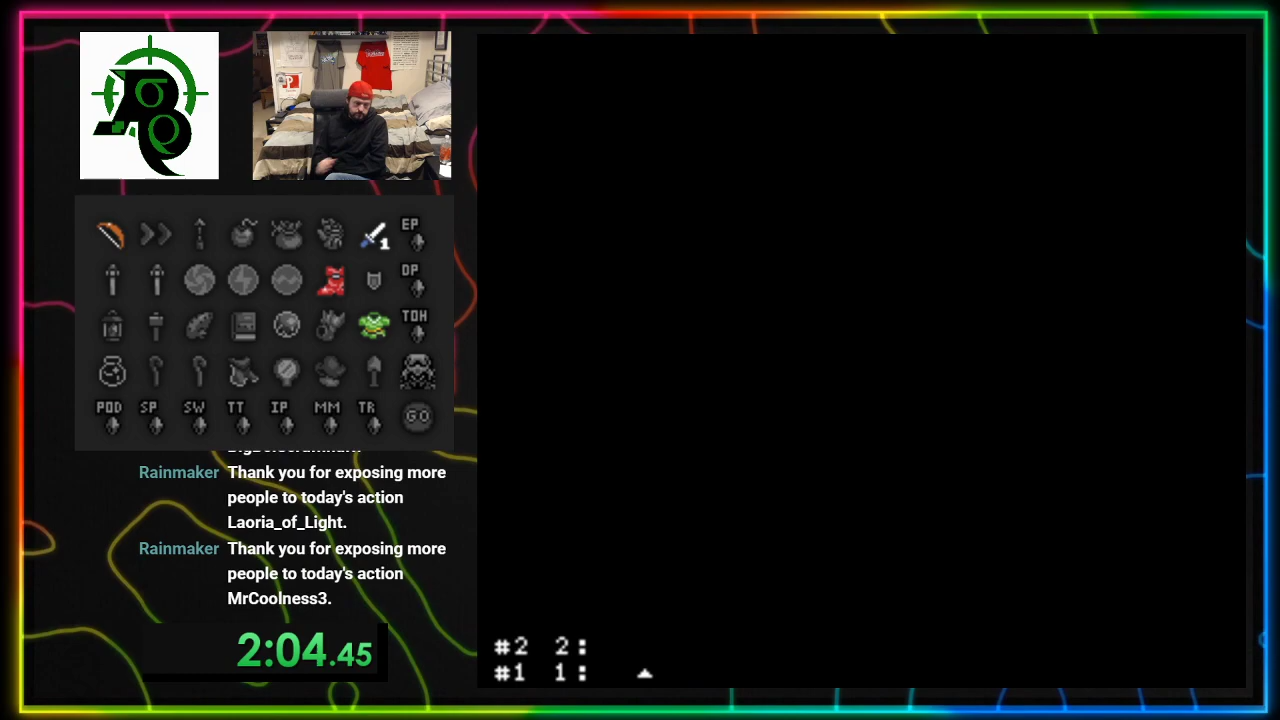 EP
1
DP
TOH
POD SP SW TT IP MM TR GO
Rainmaker Thank you for exposing more
people to today's action
Laoria_of_Light.
Rainmaker Thank you for exposing more
people to today's action
MrCoolness3.
2:04.45
#2 2:
#1 1: